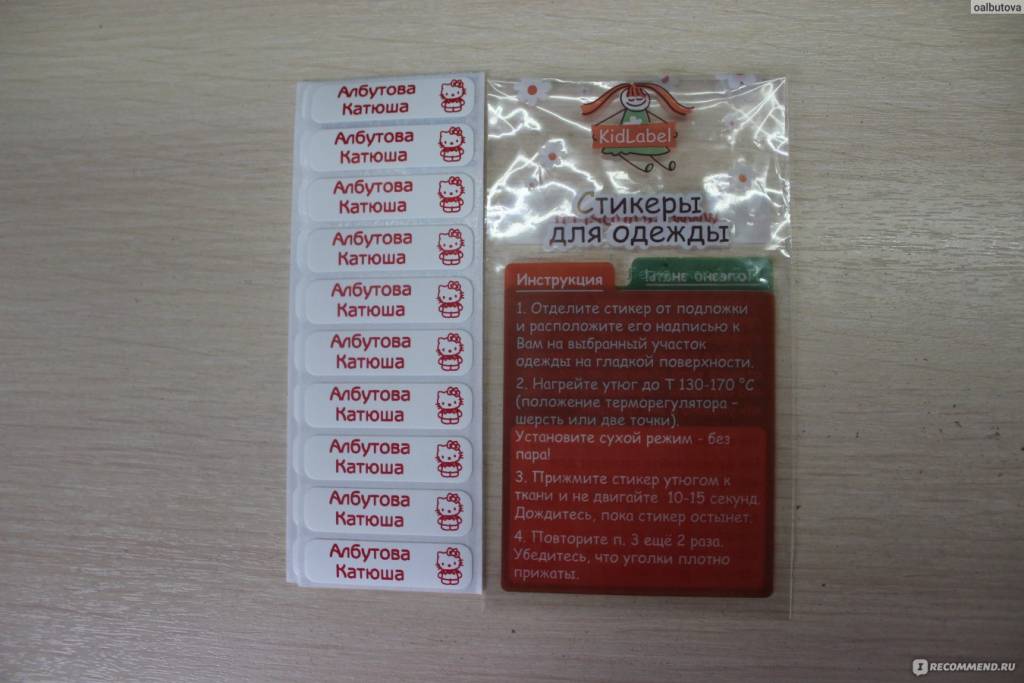 oalbutova
Албутова
Катюша
Албутова
Катюша
Албутова
Катюша
Албутова
Катюша
Албутова
Катюша
Албутова
Катюша
Албутова
Катюша
Албутова
Катюша
Албутова
Катюша
Албутова
Катюша
KidLabel
Стикеры
для одежды
Инструкция
1. Отделите стикер от подложки
и расположите его надписью к
Вам на выбранный участок
одежды на гладкой поверхности.
2. Нагрейте утюг до Т 130-170 °С
(положение терморегулятора –
шерсть или две точки).
Установите сухой режим - без
пара!
3. Прижмите стикер утюгом к
ткани и не двигайте 10-15 секунд.
Дождитесь, пока стикер остынет.
4. Повторите п. 3 ещё 2 раза.
Убедитесь, что уголки плотно
прижаты.
RECOMMEND.RU